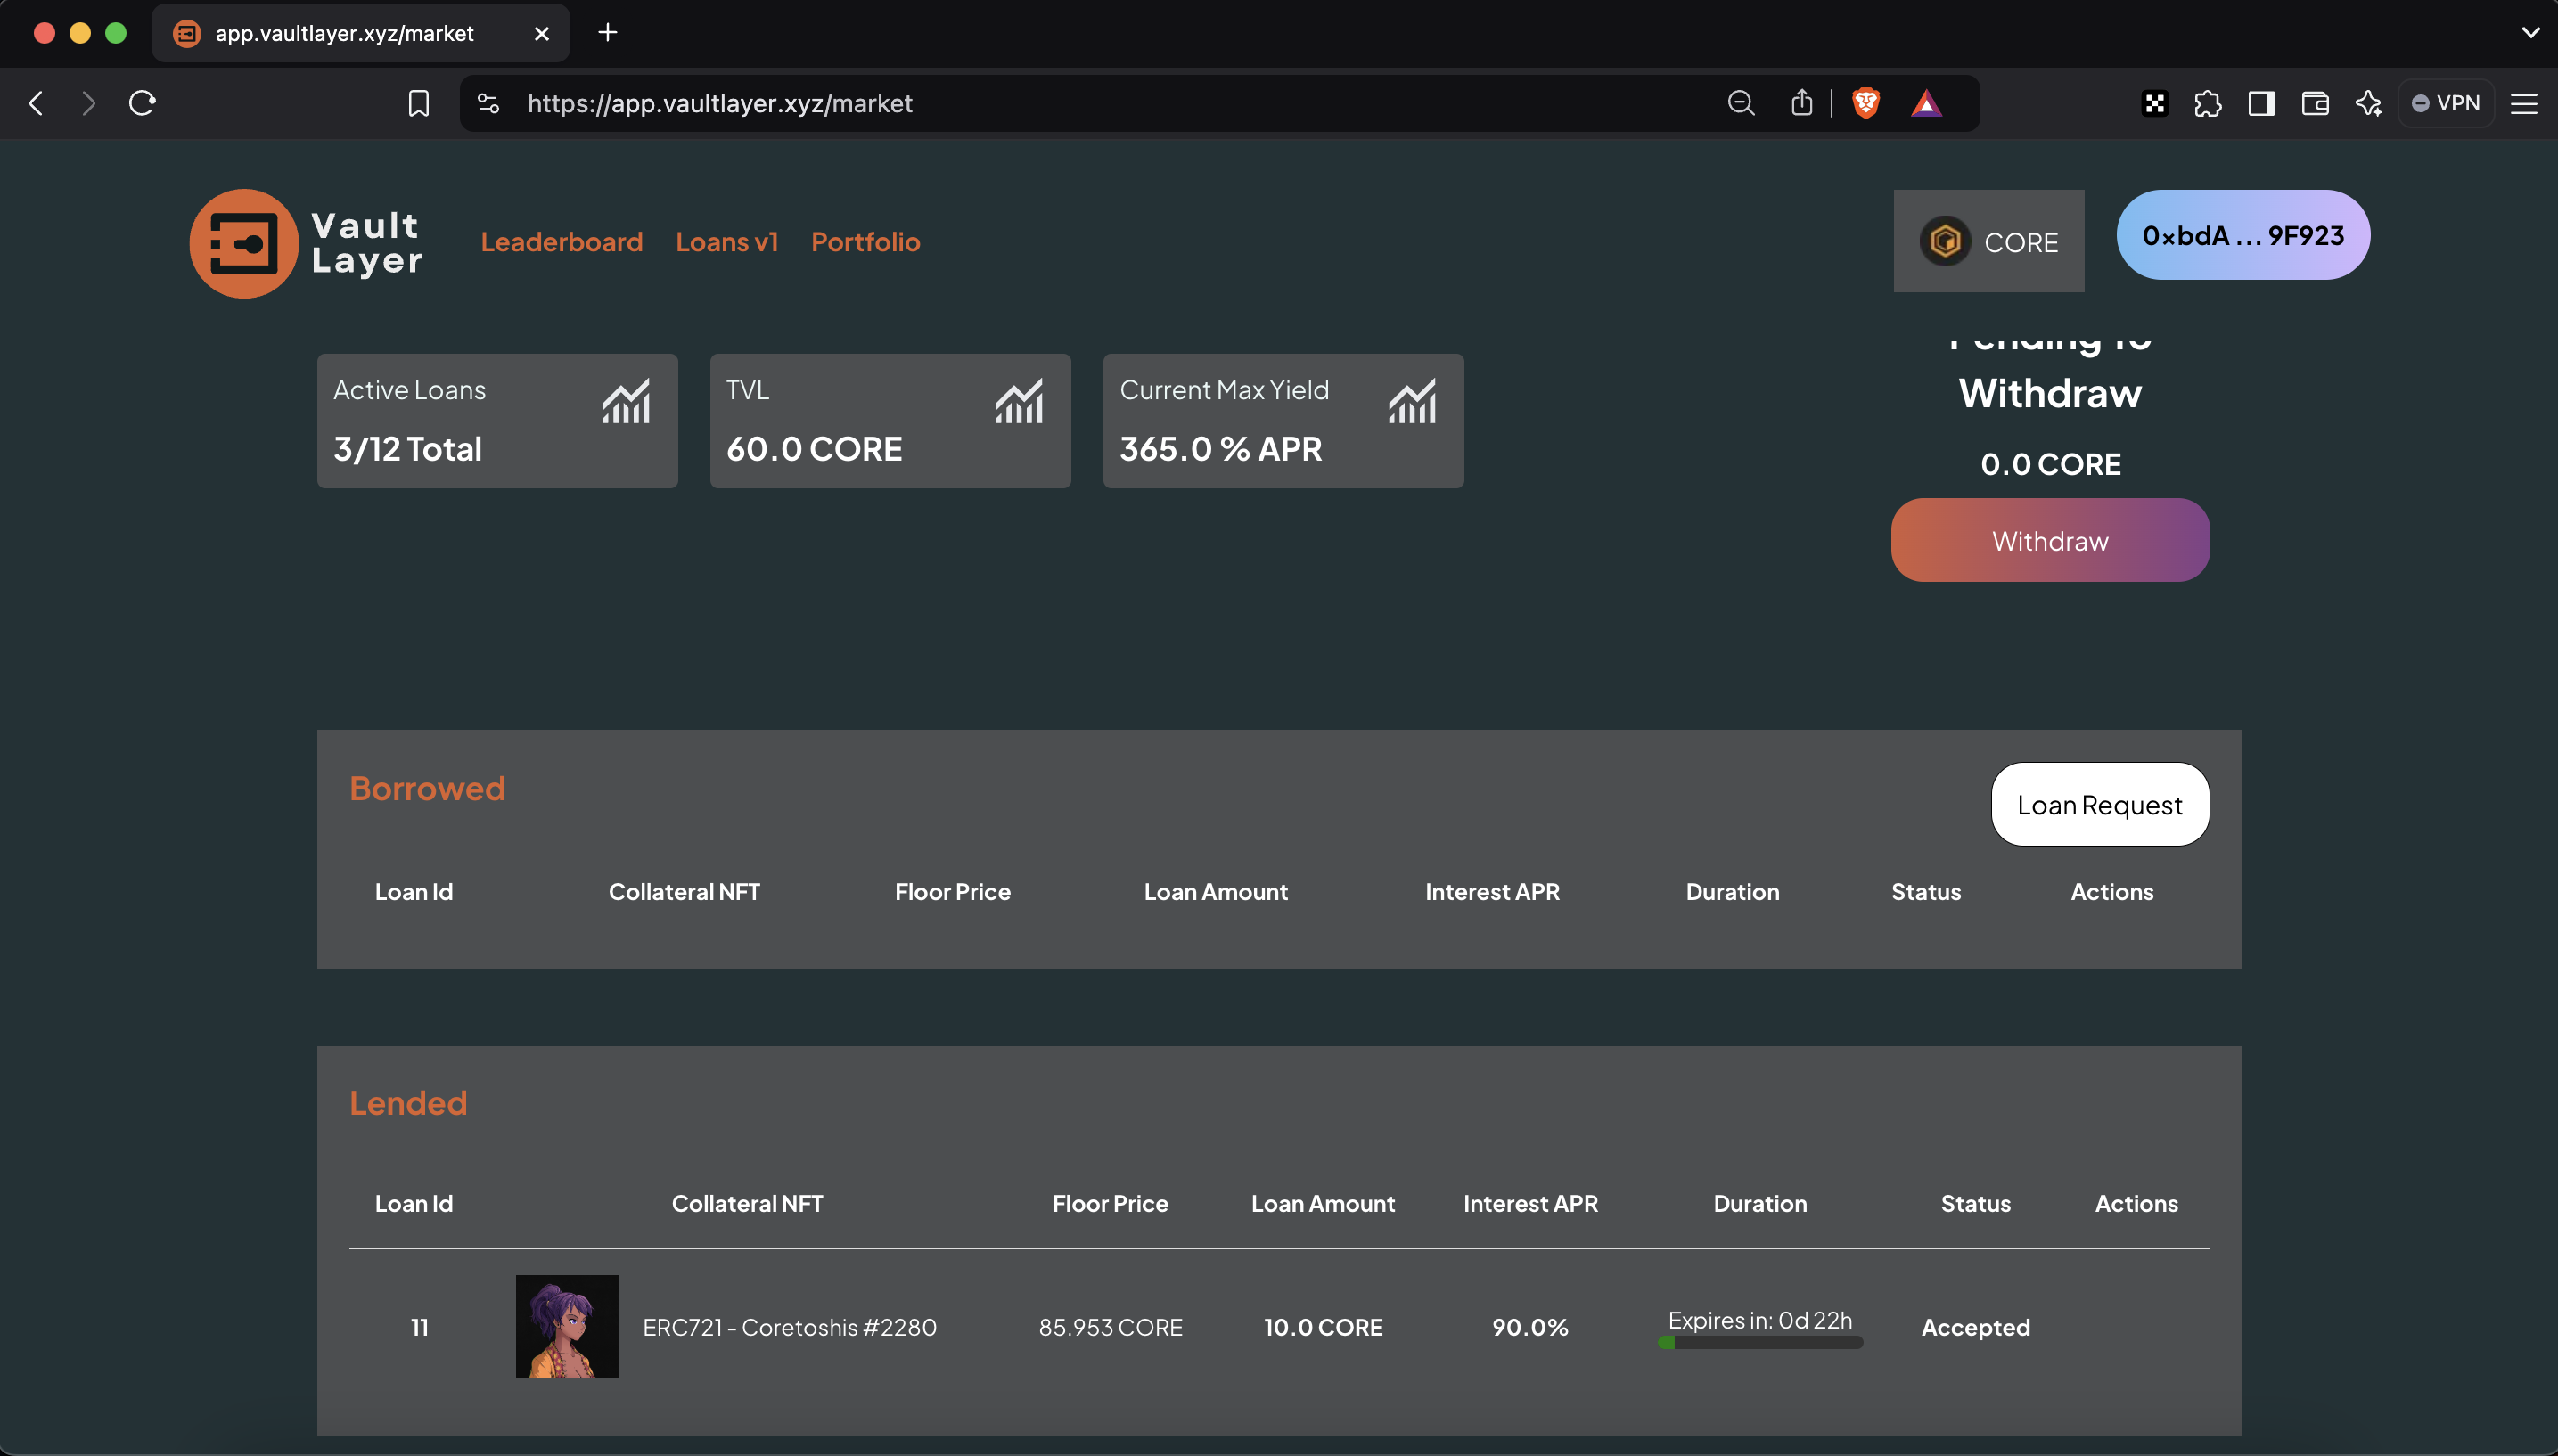 app.vaultlayer.xyz/market
https://app.vaultlayer.xyz/market
VPN
Vault
Layer
Leaderboard
Loans v1
Portfolio
CORE
0xbdA ... 9F923
Active Loans
3/12 Total
TVL
60.0 CORE
Current Max Yield
365.0 % APR
Pending To
Withdraw
0.0 CORE
Withdraw
Borrowed
Loan Request
Loan Id Collateral NFT Floor Price Loan Amount Interest APR Duration Status Actions
Lended
Loan Id Collateral NFT Floor Price Loan Amount Interest APR Duration Status Actions
11 ERC721 - Coretoshis #2280 85.953 CORE 10.0 CORE 90.0% Expires in: 0d 22h Accepted